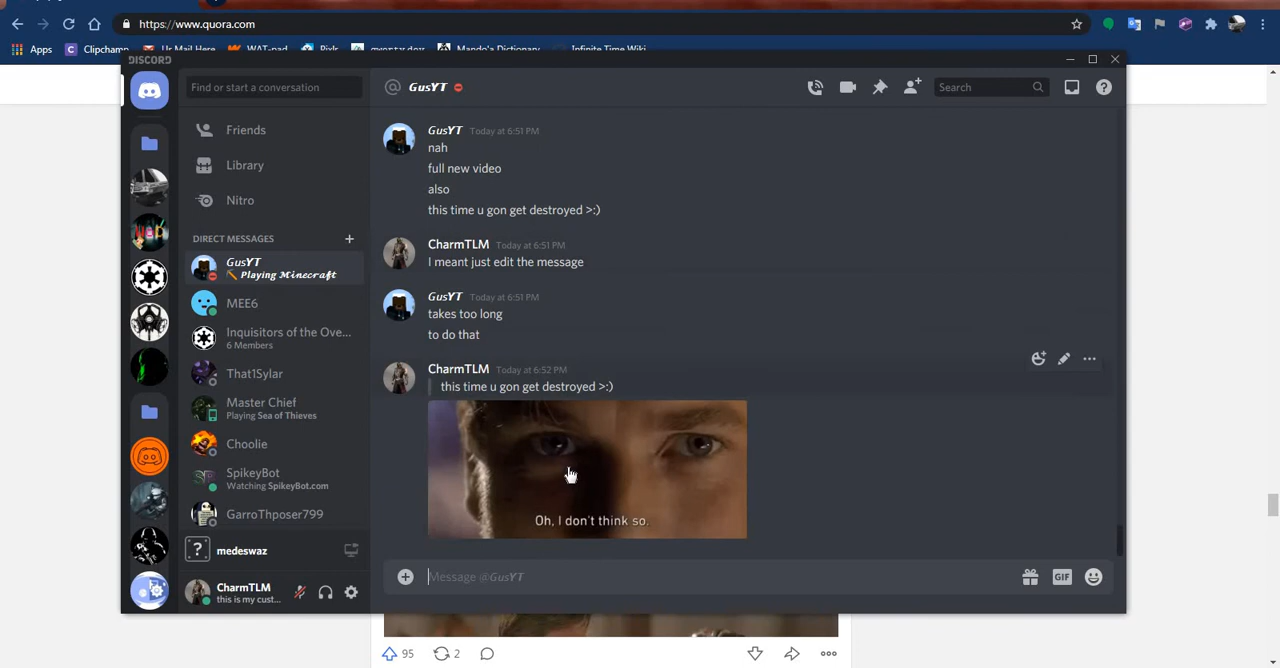 https://www.quora.com
Apps
Clipchamp
Ur Mail Here
WAT-pad
Pixlr
Mando's Dictionary
Infinite Time Wiki
DISCORD
Find or start a conversation
@ GusYT
Search
Friends
Library
Nitro
DIRECT MESSAGES +
GusYT
Playing Minecraft
MEE6
Inquisitors of the Ove...
6 Members
That1Sylar
Master Chief
Playing Sea of Thieves
Choolie
SpikeyBot
Watching SpikeyBot.com
GarroThposer799
? medeswaz
CharmTLM
this is my cust...
GusYT Today at 6:51 PM
nah
full new video
also
this time u gon get destroyed >:)
CharmTLM Today at 6:51 PM
I meant just edit the message
GusYT Today at 6:51 PM
takes too long
to do that
CharmTLM Today at 6:52 PM
this time u gon get destroyed >:)
Oh, I don't think so.
Message @GusYT
GIF
95
2